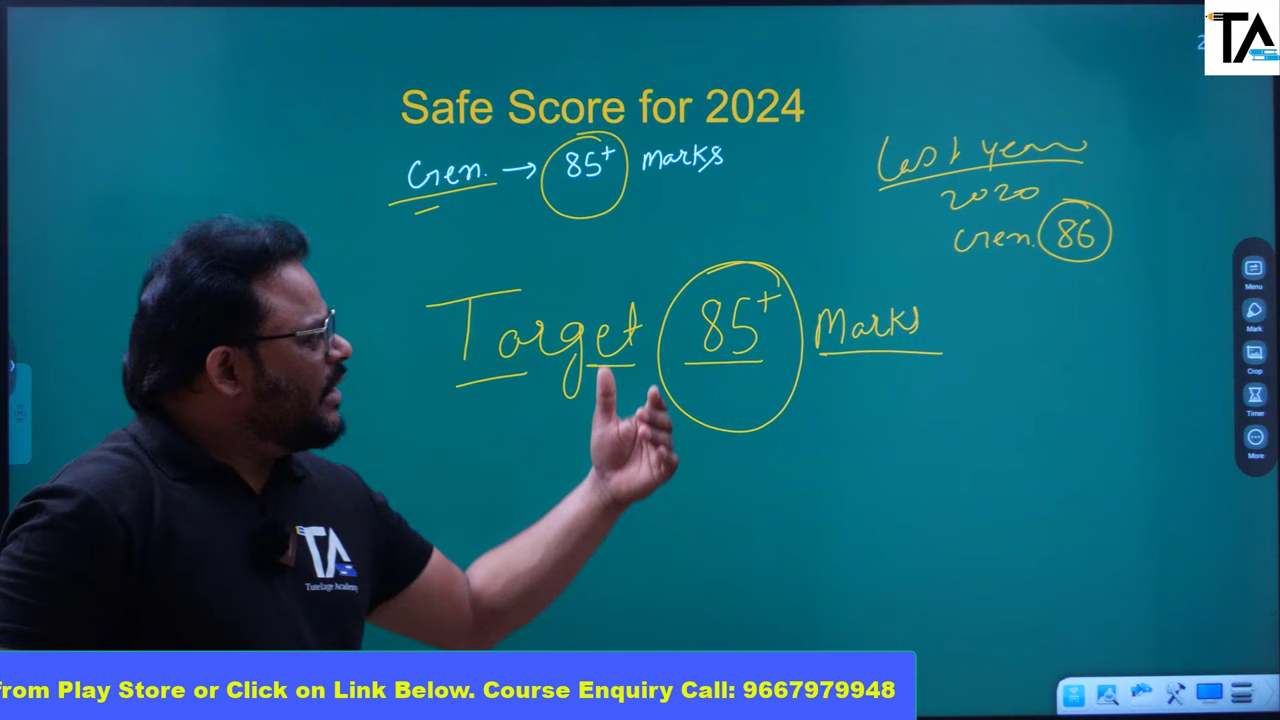 TA
Safe Score for 2024
Gen. → 85+ marks
Last year
2020
Gen. 86
Target 85+ Marks
Menu
Mark
Crop
Timer
More
TA
Tutelage Academy
from Play Store or Click on Link Below. Course Enquiry Call: 9667979948